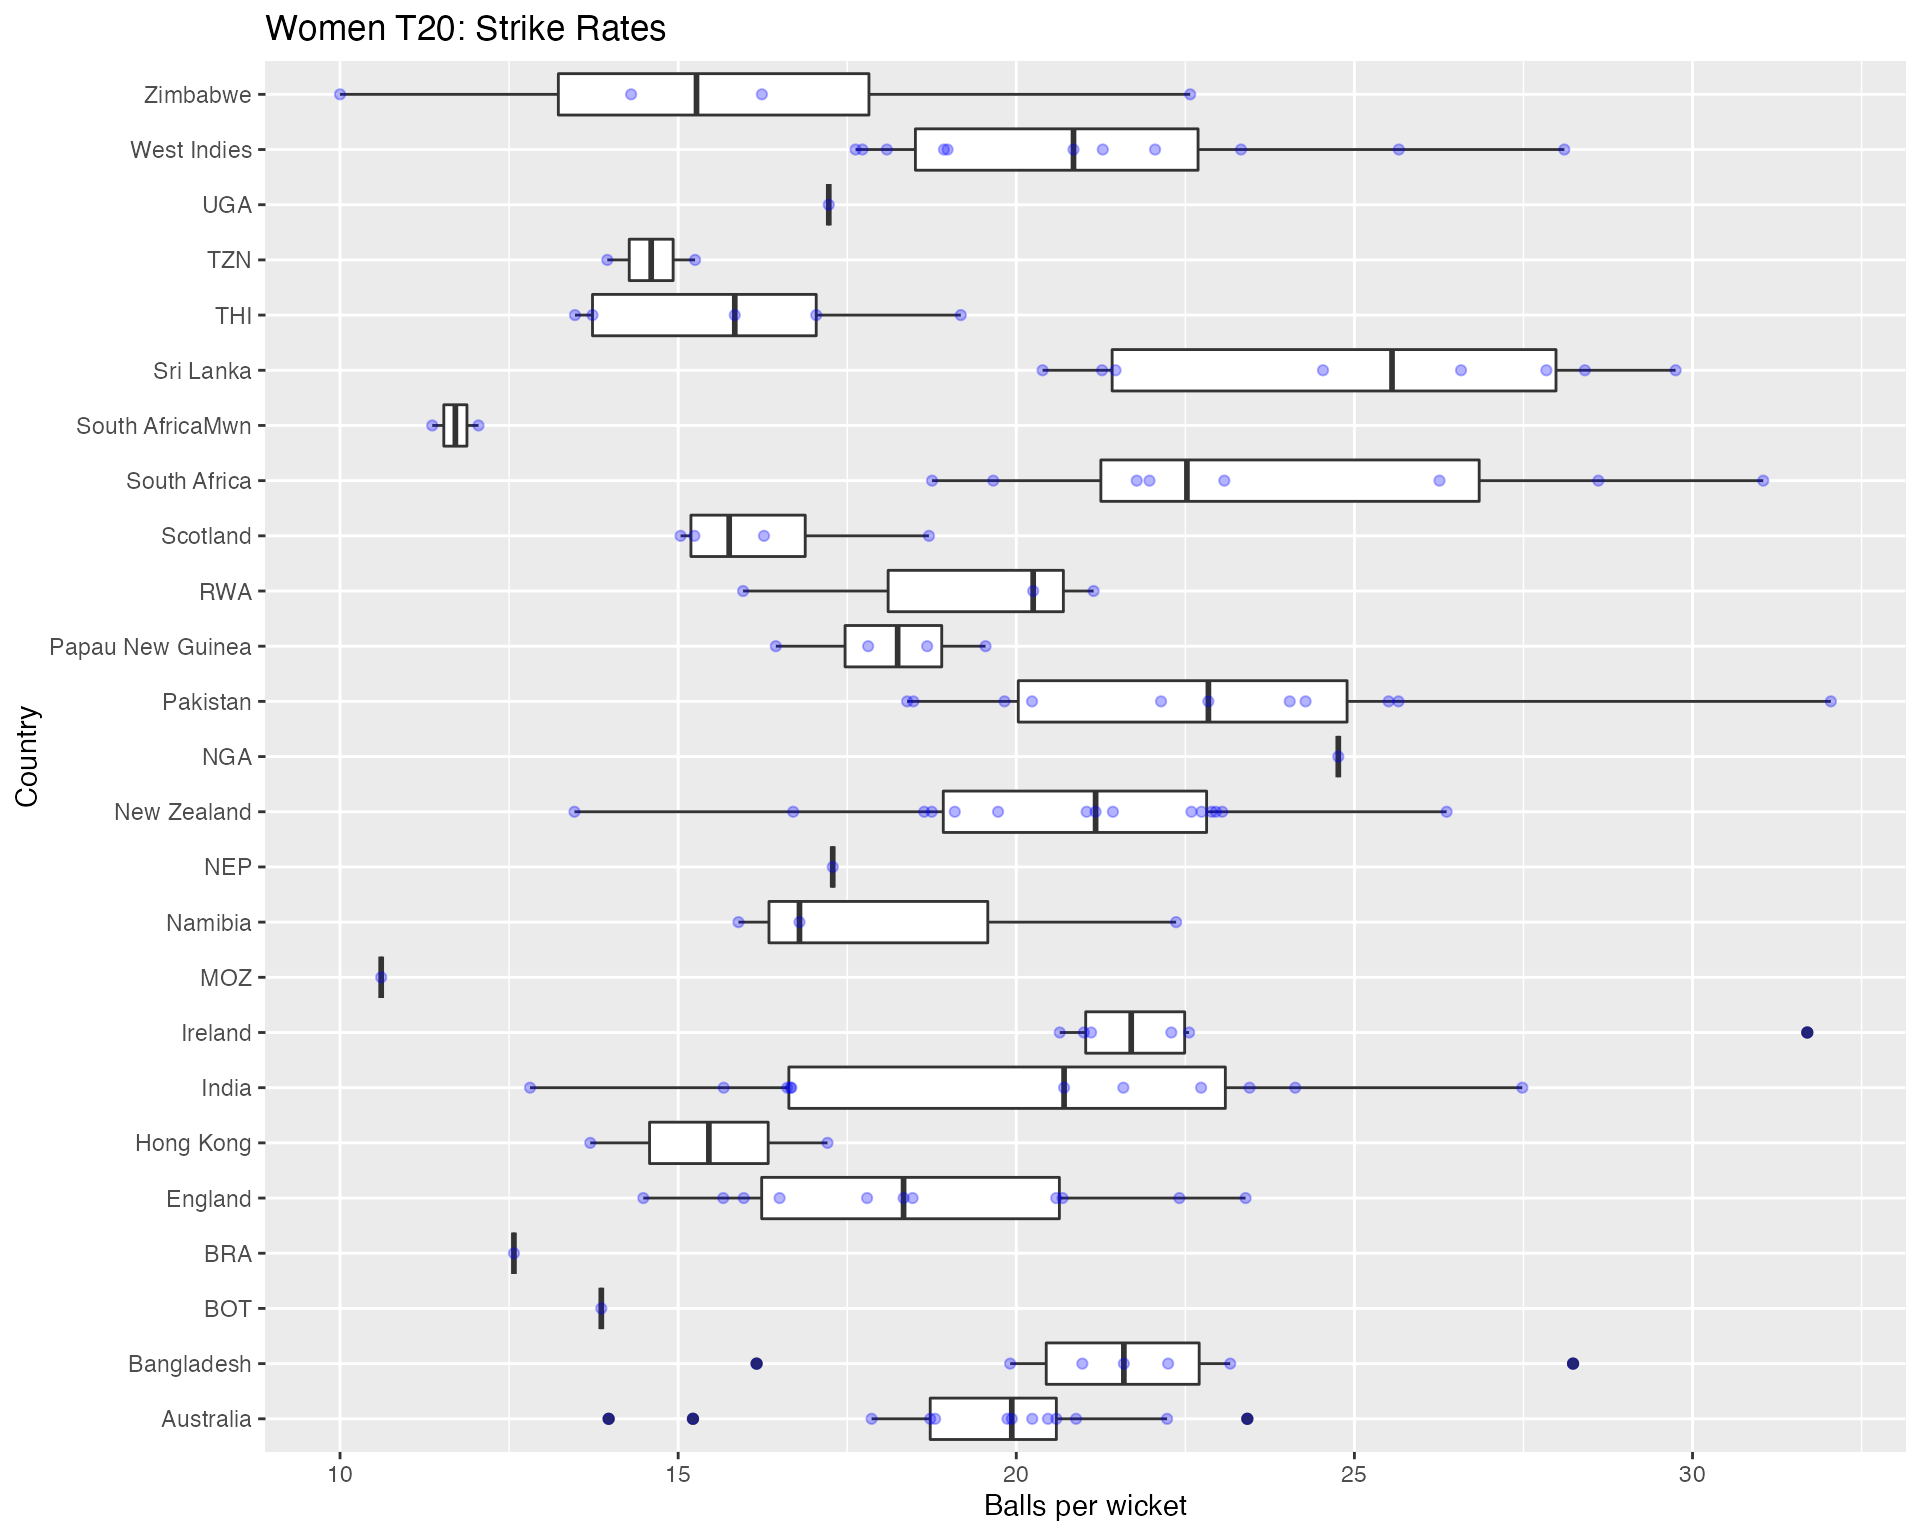 Women T20: Strike Rates
Country
Zimbabwe
West Indies
UGA
TZN
THI
Sri Lanka
South AfricaMwn
South Africa
Scotland
RWA
Papau New Guinea
Pakistan
NGA
New Zealand
NEP
Namibia
MOZ
Ireland
India
Hong Kong
England
BRA
BOT
Bangladesh
Australia
10 15 20 25 30
Balls per wicket